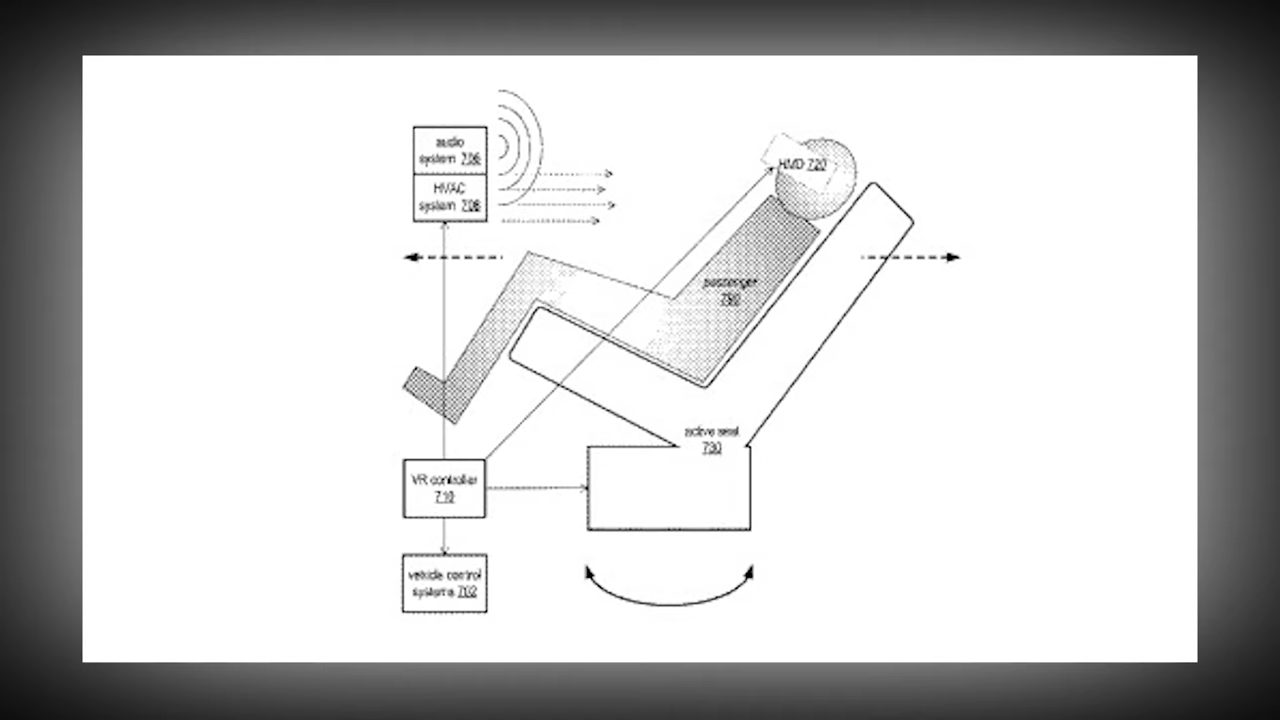 audio
system 706
HVAC
system 708
HMD 720
passenger
active seat
730
VR controller
710
vehicle control
systems 702